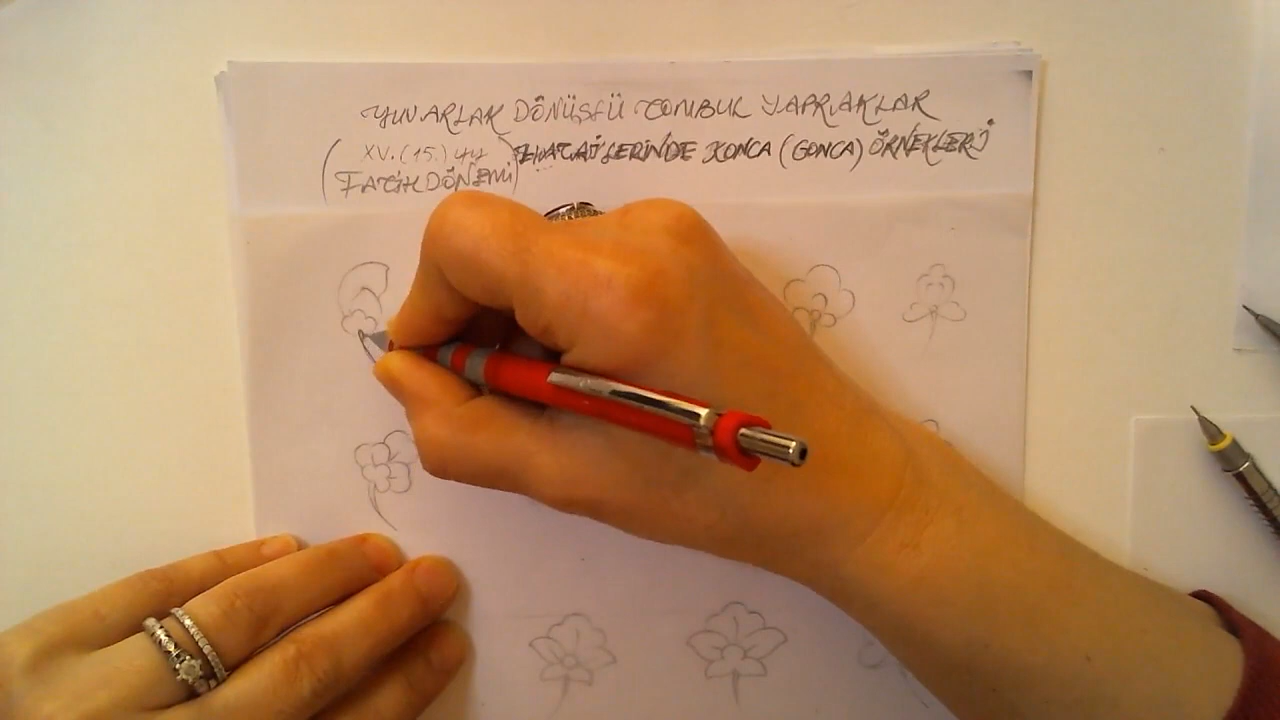 YUVARLAK DÖNÜŞLÜ TOMBUL YAPRAKLAR
(XV. (15.) yy FATİH DÖNEMİ) HATAİ'LERİNDE KONCA (GONCA) ÖRNEKLERİ